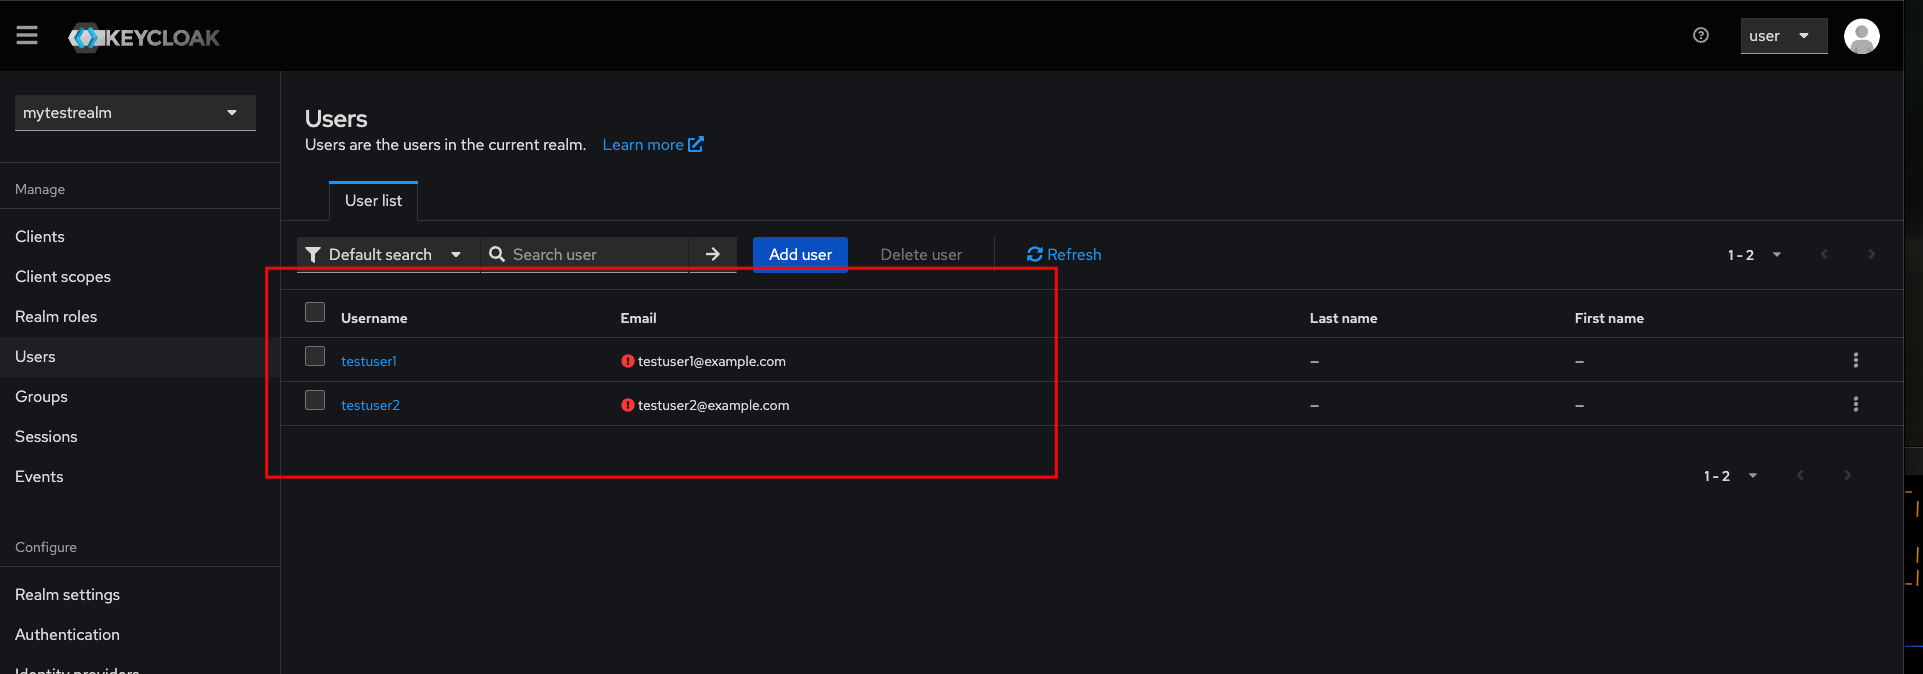 KEYCLOAK
user
mytestrealm
Manage
Clients
Client scopes
Realm roles
Users
Groups
Sessions
Events
Configure
Realm settings
Authentication
Identity providers
Users
Users are the users in the current realm. Learn more
User list
Default search Search user Add user Delete user Refresh 1 - 2
Username Email Last name First name
testuser1 testuser1@example.com – –
testuser2 testuser2@example.com – –
1 - 2